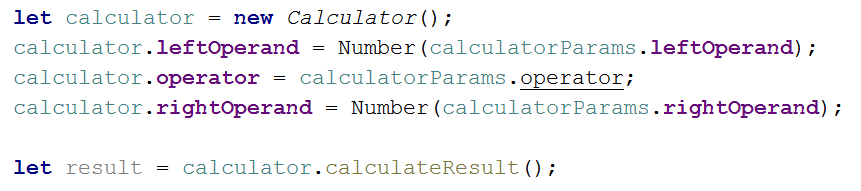 let calculator = new Calculator();
calculator.leftOperand = Number(calculatorParams.leftOperand);
calculator.operator = calculatorParams.operator;
calculator.rightOperand = Number(calculatorParams.rightOperand);
let result = calculator.calculateResult();